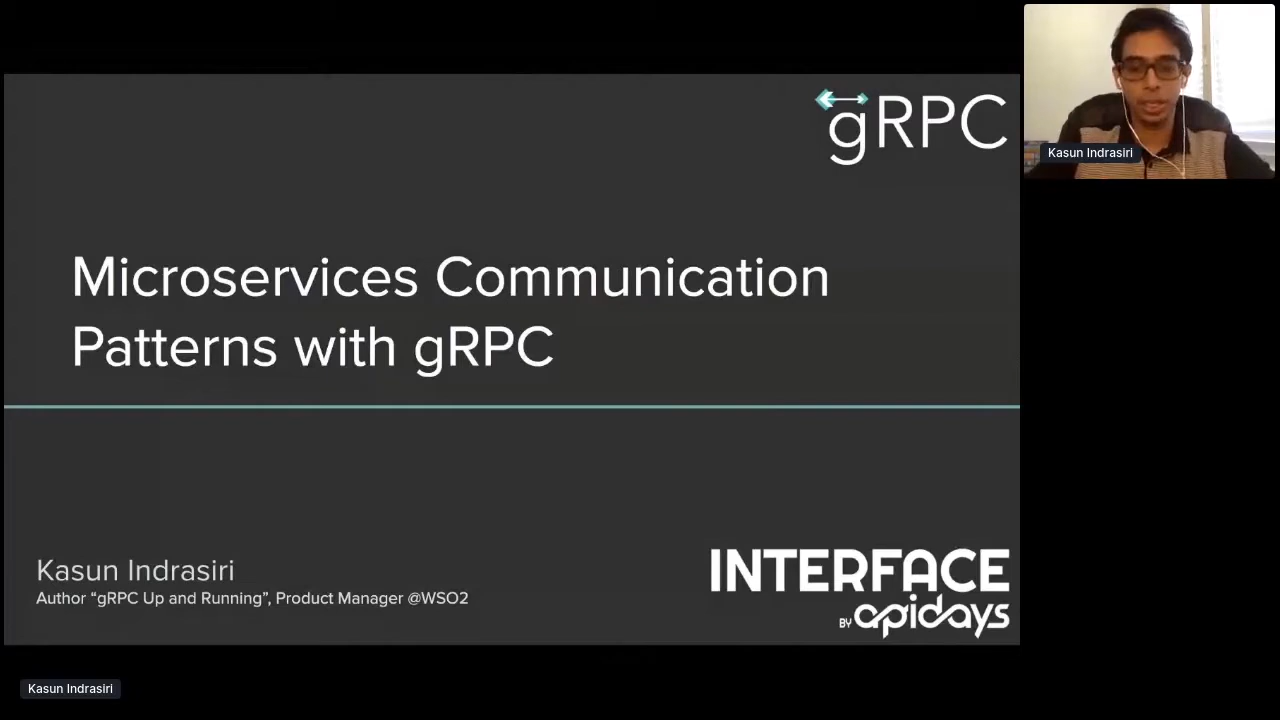 gRPC
Kasun Indrasiri
Microservices Communication
Patterns with gRPC
Kasun Indrasiri
Author “gRPC Up and Running”, Product Manager @WSO2
INTERFACE
BY apidays
Kasun Indrasiri